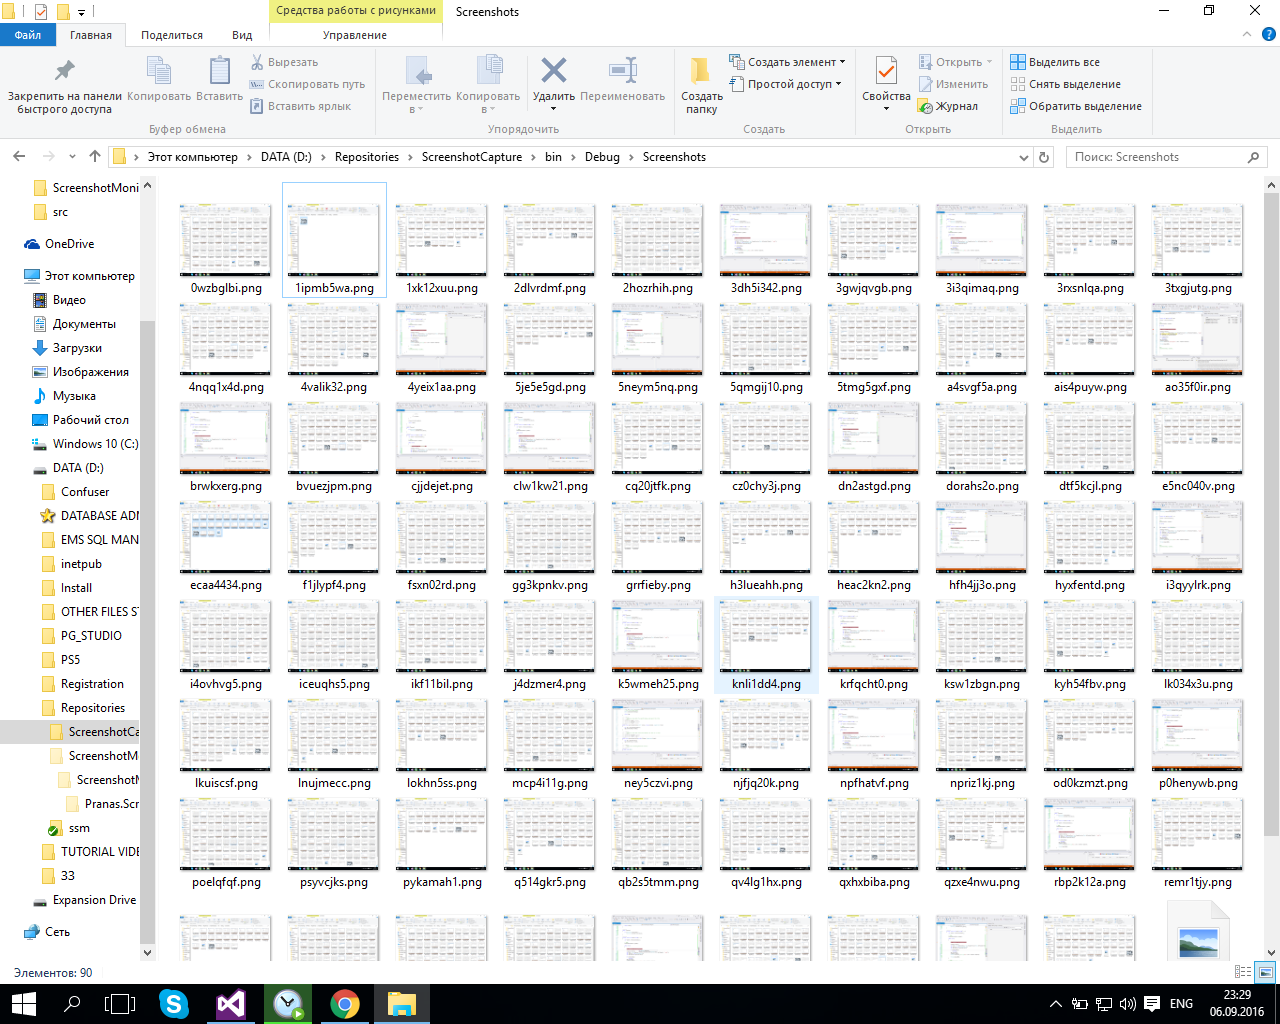 Средства работы с рисунками
Screenshots
Файл
Главная
Поделиться
Вид
Управление
Закрепить на панели
быстрого доступа
Копировать
Вставить
Вырезать
Скопировать путь
Вставить ярлык
Буфер обмена
Переместить
в
Копировать
в
Удалить
Переименовать
Упорядочить
Создать
папку
Создать элемент
Простой доступ
Создать
Свойства
Открыть
Изменить
Журнал
Открыть
Выделить все
Снять выделение
Обратить выделение
Выделить
Этот компьютер
DATA (D:)
Repositories
ScreenshotCapture
bin
Debug
Screenshots
Поиск: Screenshots
ScreenshotMoni
src
OneDrive
Этот компьютер
Видео
Документы
Загрузки
Изображения
Музыка
Рабочий стол
Windows 10 (C:)
DATA (D:)
Confuser
DATABASE ADM
EMS SQL MAN
inetpub
Install
OTHER FILES ST
PG_STUDIO
PS5
Registration
Repositories
ScreenshotCa
ScreenshotM
Screenshot
Pranas.Scr
ssm
TUTORIAL VIDE
33
Expansion Drive
Сеть
0wzbglbi.png 1ipmb5wa.png 1xk12xuu.png 2dlvrdmf.png 2hozrhih.png 3dh5i342.png 3gwjqvgb.png 3i3qimaq.png 3rxsnlqa.png 3txgjutg.png
4nqq1x4d.png 4valik32.png 4yeix1aa.png 5je5e5gd.png 5neym5nq.png 5qmgij10.png 5tmg5gxf.png a4svgf5a.png ais4puyw.png ao35f0ir.png
brwkxerg.png bvuezjpm.png cjjdejet.png clw1kw21.png cq20jtfk.png cz0chy3j.png dn2astgd.png dorahs2o.png dtf5kcjl.png e5nc040v.png
ecaa4434.png f1jlypf4.png fsxn02rd.png gg3kpnkv.png grrfieby.png h3lueahh.png heac2kn2.png hfh4jj3o.png hyxfentd.png i3qyylrk.png
i4ovhvg5.png iceuqhs5.png ikf11bil.png j4dzmer4.png k5wmeh25.png knli1dd4.png krfqcht0.png ksw1zbgn.png kyh54fbv.png lk034x3u.png
lkuiscsf.png lnujmecc.png lokhn5ss.png mcp4i11g.png ney5czvi.png njfjq20k.png npfhatvf.png npriz1kj.png od0kzmzt.png p0henywb.png
poelqfqf.png psyvcjks.png pykamah1.png q514gkr5.png qb2s5tmm.png qv4lg1hx.png qxhxbiba.png qzxe4nwu.png rbp2k12a.png remr1tjy.png
Элементов: 90
ENG
23:29
06.09.2016